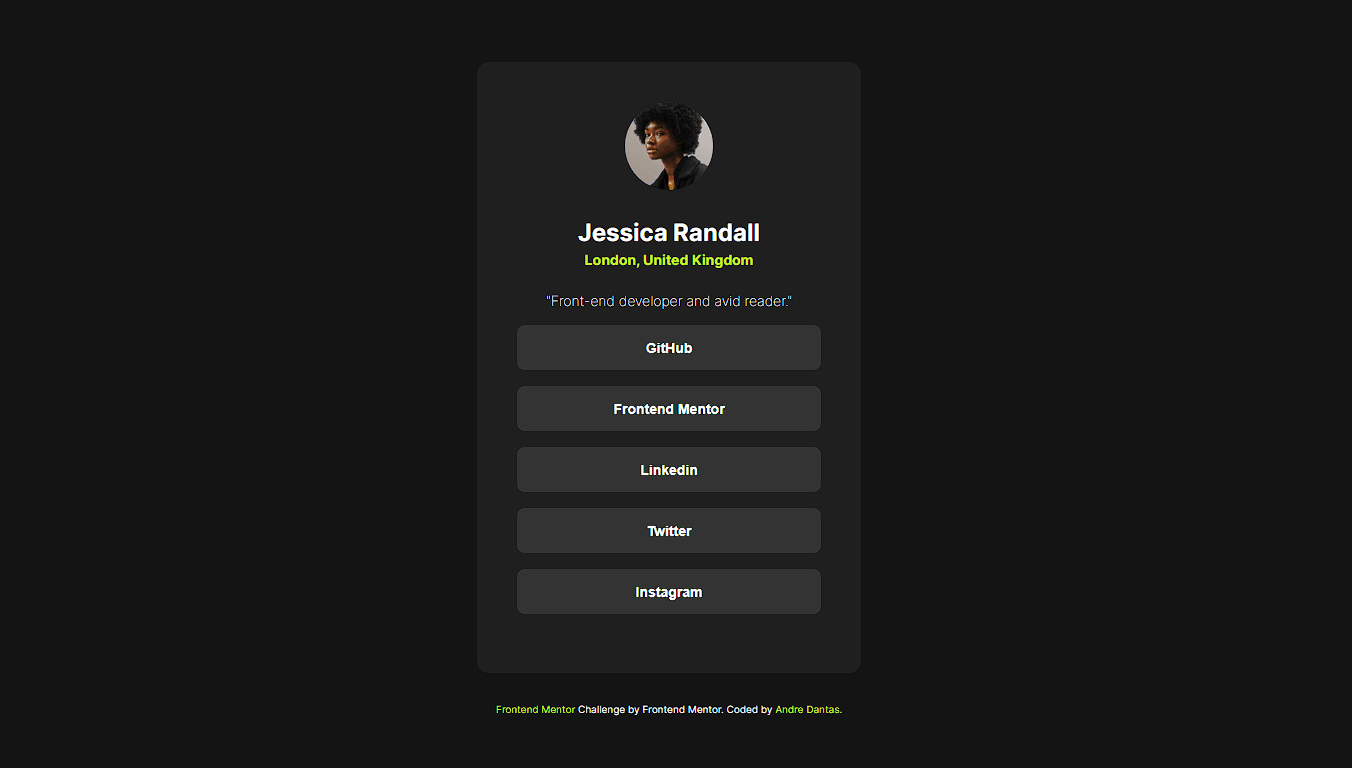 Jessica Randall
London, United Kingdom
"Front-end developer and avid reader."
GitHub
Frontend Mentor
Linkedin
Twitter
Instagram
Frontend Mentor Challenge by Frontend Mentor. Coded by Andre Dantas.